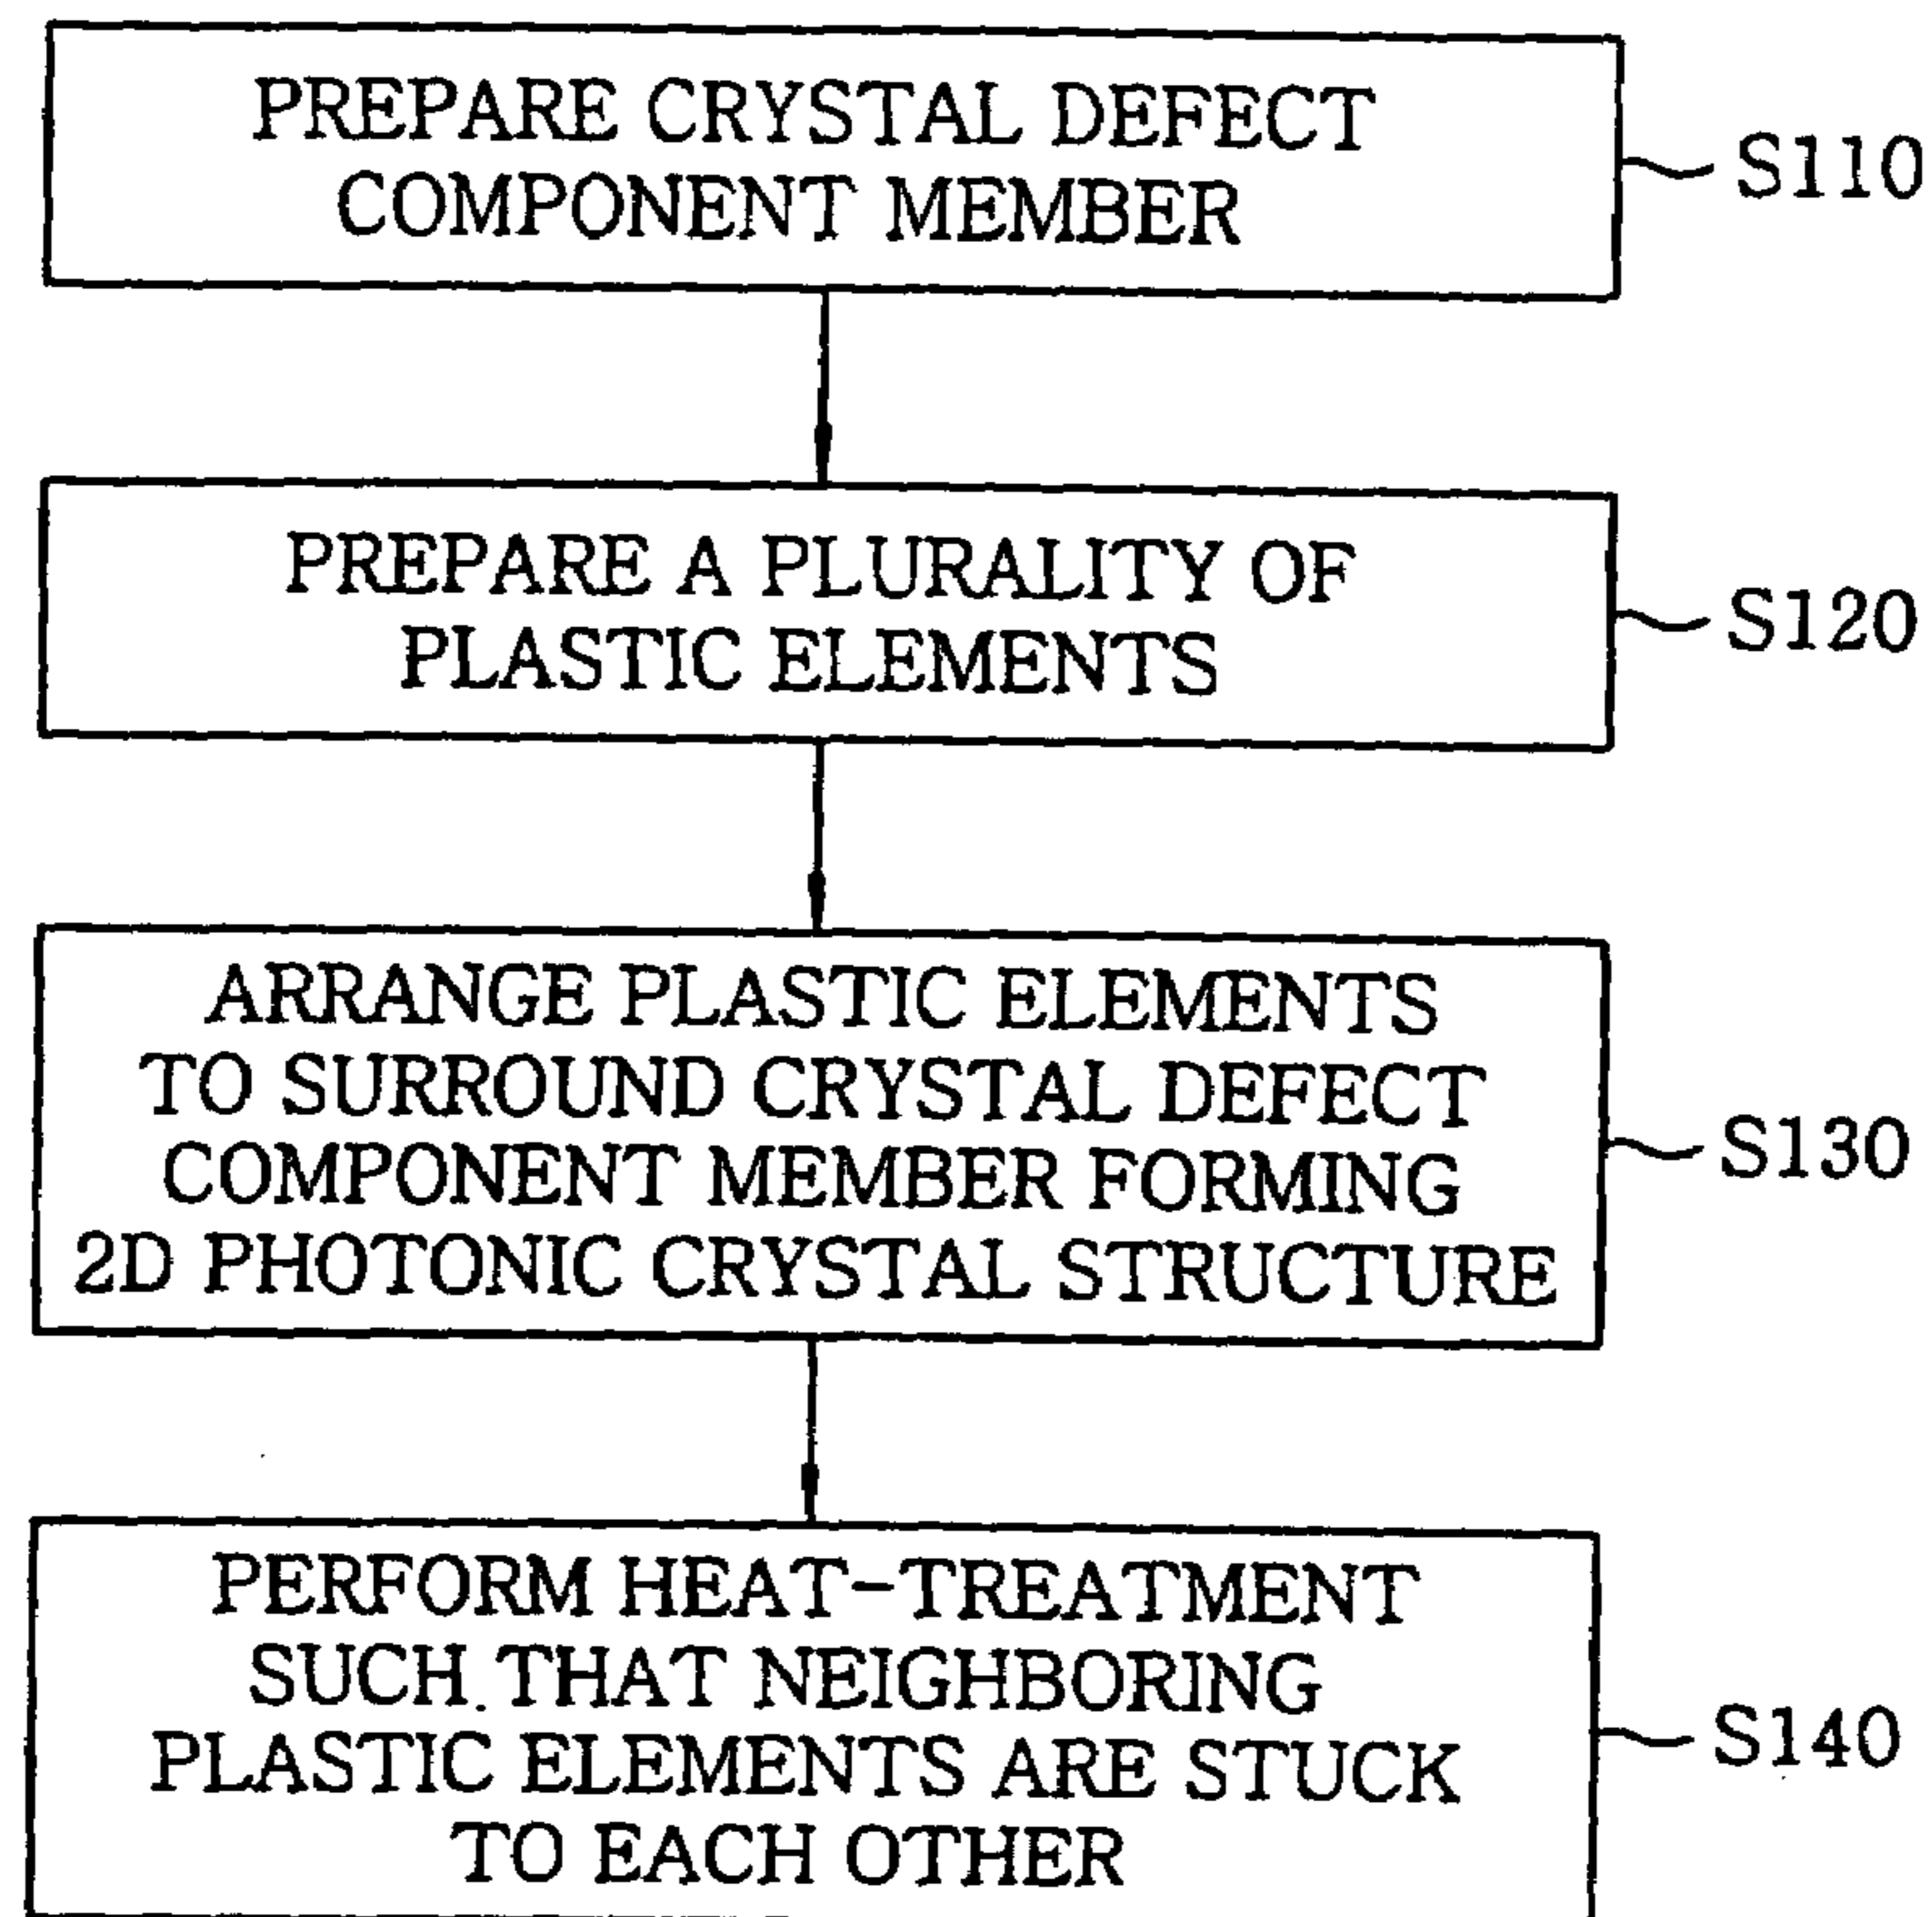 PREPARE CRYSTAL DEFECT
COMPONENT MEMBER
S110
PREPARE A PLURALITY OF
PLASTIC ELEMENTS
S120
ARRANGE PLASTIC ELEMENTS
TO SURROUND CRYSTAL DEFECT
COMPONENT MEMBER FORMING
2D PHOTONIC CRYSTAL STRUCTURE
S130
PERFORM HEAT-TREATMENT
SUCH THAT NEIGHBORING
PLASTIC ELEMENTS ARE STUCK
TO EACH OTHER
S140